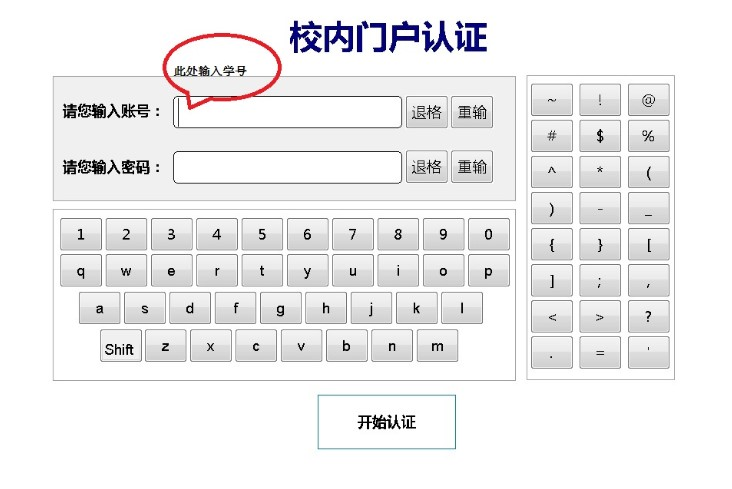 校内门户认证
此处输入学号
请您输入账号： 退格 重输
请您输入密码： 退格 重输
1 2 3 4 5 6 7 8 9 0
q w e r t y u i o p
a s d f g h j k l
Shift z x c v b n m
~ ! @
# $ %
^ * (
) - _
{ } [
] ; ,
< > ?
. = '
开始认证